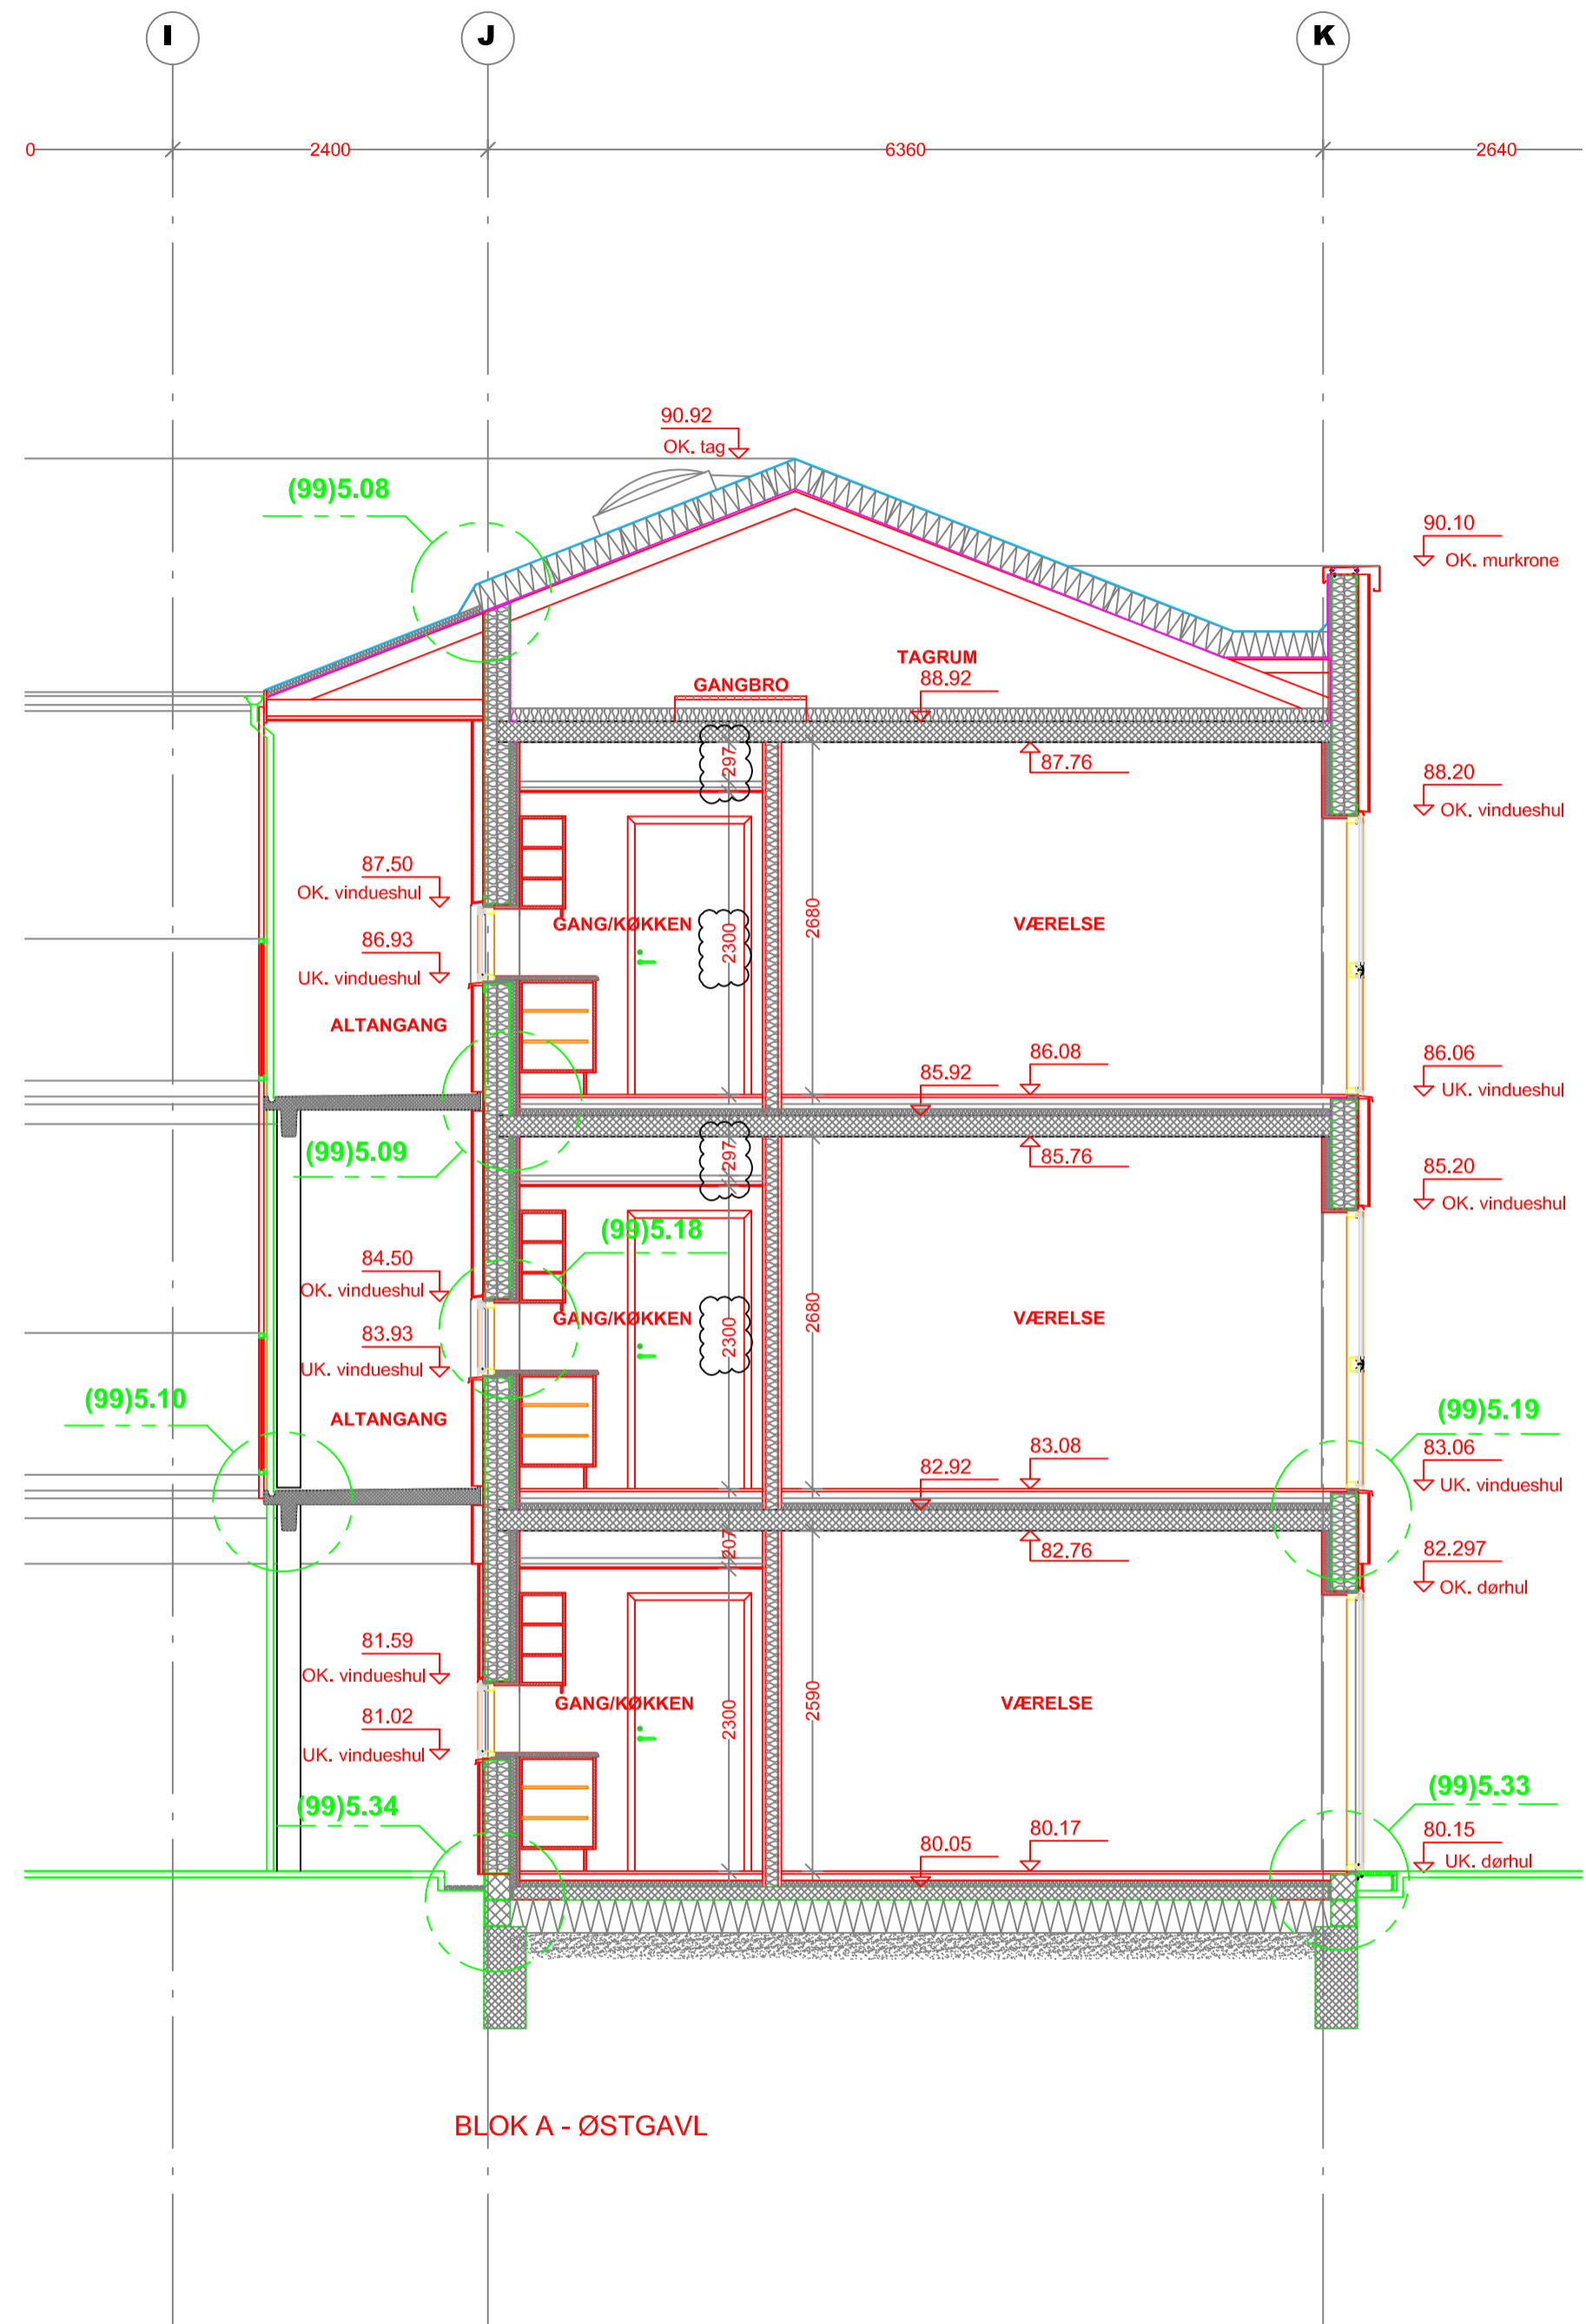 I
J
K
0
2400
6360
2640
90.92
OK. tag
(99)5.08
90.10
OK. murkrone
TAGRUM
88.92
GANGBRO
297
87.76
88.20
OK. vindueshul
87.50
OK. vindueshul
GANG/KØKKEN
2300
2680
VÆRELSE
86.93
UK. vindueshul
ALTANGANG
86.08
85.92
86.06
UK. vindueshul
(99)5.09
297
85.76
85.20
OK. vindueshul
(99)5.18
84.50
OK. vindueshul
GANG/KØKKEN
2300
2680
VÆRELSE
83.93
UK. vindueshul
(99)5.10
ALTANGANG
(99)5.19
83.08
83.06
82.92
UK. vindueshul
207
82.76
82.297
OK. dørhul
81.59
OK. vindueshul
GANG/KØKKEN
2300
2590
VÆRELSE
81.02
UK. vindueshul
(99)5.34
(99)5.33
80.05
80.17
80.15
UK. dørhul
BLOK A - ØSTGAVL